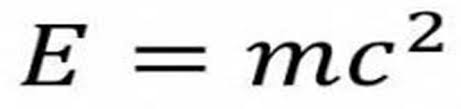 E = mc²